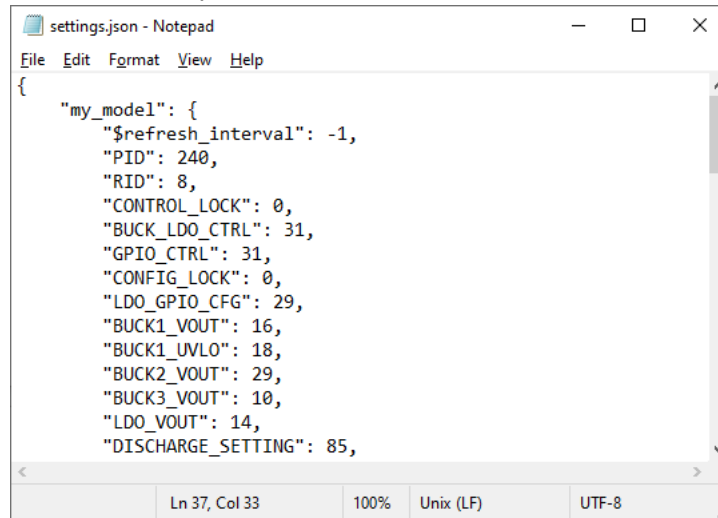 settings.json - Notepad
File Edit Format View Help
{
    "my_model": {
        "$refresh_interval": -1,
        "PID": 240,
        "RID": 8,
        "CONTROL_LOCK": 0,
        "BUCK_LDO_CTRL": 31,
        "GPIO_CTRL": 31,
        "CONFIG_LOCK": 0,
        "LDO_GPIO_CFG": 29,
        "BUCK1_VOUT": 16,
        "BUCK1_UVLO": 18,
        "BUCK2_VOUT": 29,
        "BUCK3_VOUT": 10,
        "LDO_VOUT": 14,
        "DISCHARGE_SETTING": 85,
Ln 37, Col 33 100% Unix (LF) UTF-8